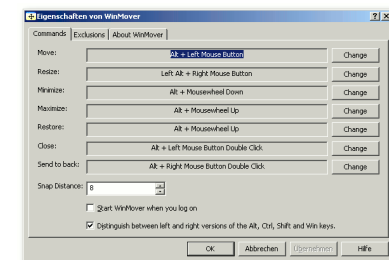 Eigenschaften von WinMover
Commands Exclusions About WinMover
Move: Alt + Left Mouse Button Change
Resize: Left Alt + Right Mouse Button Change
Minimize: Alt + Mousewheel Down Change
Maximize: Alt + Mousewheel Up Change
Restore: Alt + Mousewheel Up Change
Close: Alt + Left Mouse Button Double Click Change
Send to back: Alt + Right Mouse Button Double Click Change
Snap Distance: 8
Start WinMover when you log on
Distinguish between left and right versions of the Alt, Ctrl, Shift and Win keys.
OK Abbrechen Übernehmen Hilfe